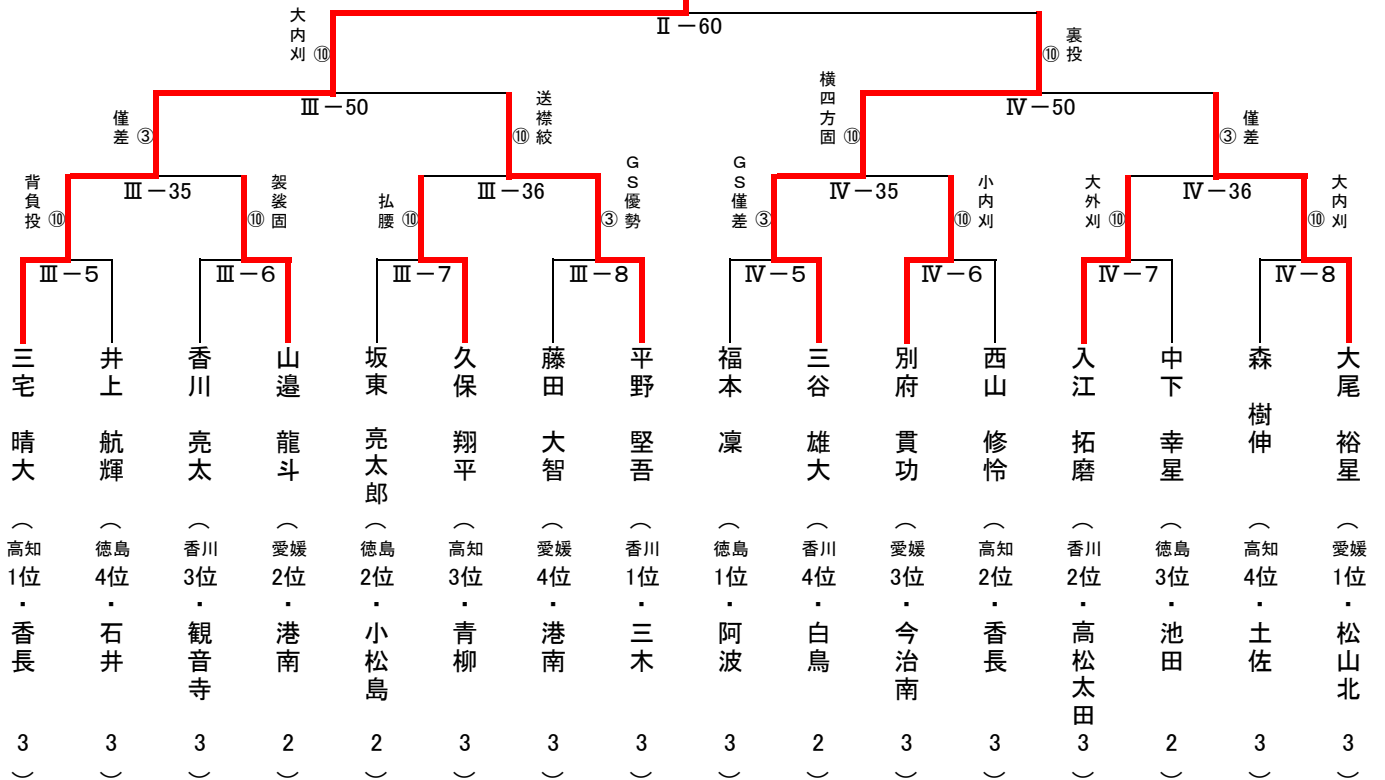 Ⅱ－60
大内刈 ⑩
⑩ 裏投
Ⅲ－50
Ⅳ－50
僅差 ③
⑩ 送襟絞
横四方固 ⑩
③ 僅差
Ⅲ－35
Ⅲ－36
Ⅳ－35
Ⅳ－36
背負投 ⑩
⑩ 袈裟固
払腰 ⑩
③ GS優勢
GS僅差 ③
⑩ 小内刈
大外刈 ⑩
⑩ 大内刈
Ⅲ－5
Ⅲ－6
Ⅲ－7
Ⅲ－8
Ⅳ－5
Ⅳ－6
Ⅳ－7
Ⅳ－8
三宅 晴大（高知1位・香長 3）
井上 航輝（徳島4位・石井 3）
香川 亮太（香川3位・観音寺 3）
山邉 龍斗（愛媛2位・港南 2）
坂東 亮太郎（徳島2位・小松島 2）
久保 翔平（高知3位・青柳 3）
藤田 大智（愛媛4位・港南 3）
平野 堅吾（香川1位・三木 3）
福本 凜（徳島1位・阿波 3）
三谷 雄大（香川4位・白鳥 2）
別府 貫功（愛媛3位・今治南 3）
西山 修怜（高知2位・香長 3）
入江 拓磨（香川2位・高松太田 3）
中下 幸星（徳島3位・池田 2）
森 樹伸（高知4位・土佐 3）
大尾 裕星（愛媛1位・松山北 3）